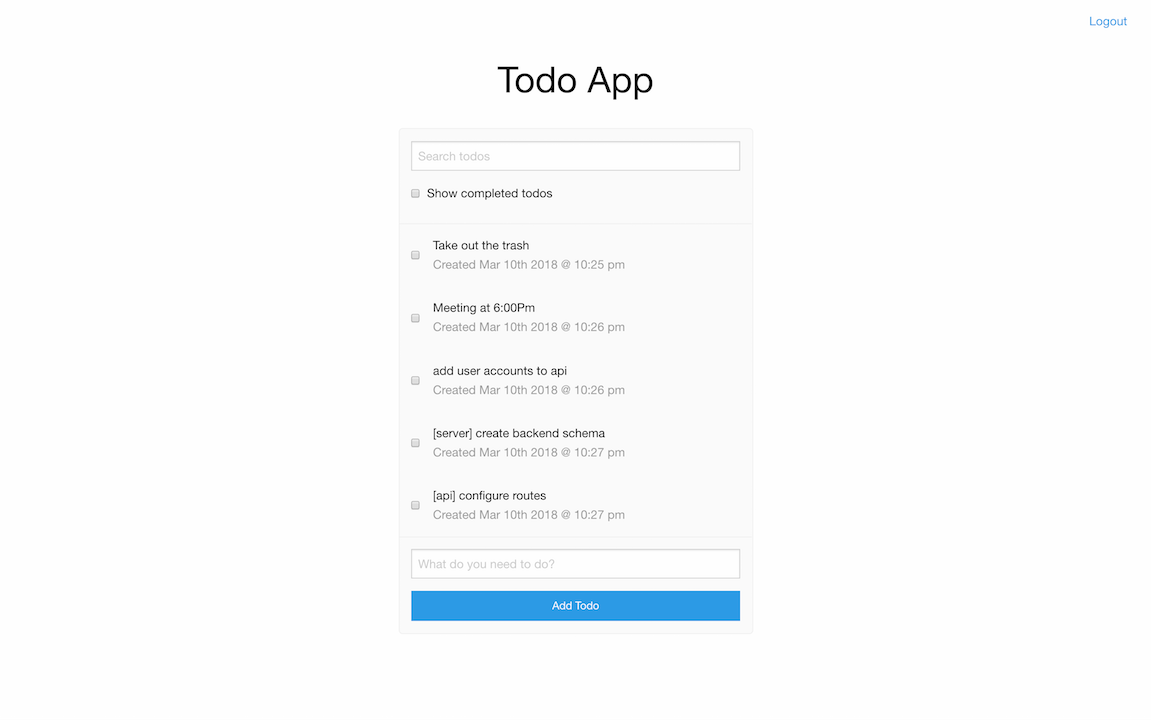 Logout
Todo App
Search todos
Show completed todos
Take out the trash
Created Mar 10th 2018 @ 10:25 pm
Meeting at 6:00Pm
Created Mar 10th 2018 @ 10:26 pm
add user accounts to api
Created Mar 10th 2018 @ 10:26 pm
[server] create backend schema
Created Mar 10th 2018 @ 10:27 pm
[api] configure routes
Created Mar 10th 2018 @ 10:27 pm
What do you need to do?
Add Todo